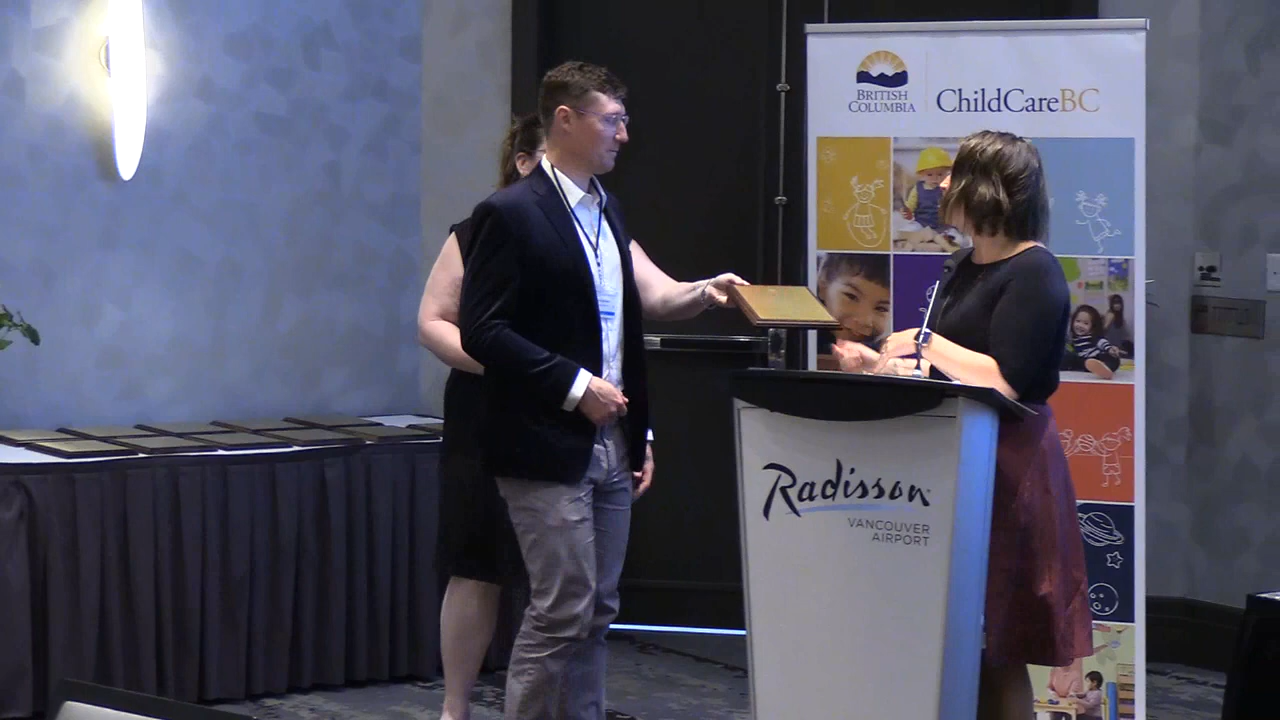 BRITISH
COLUMBIA
ChildCareBC
Radisson
VANCOUVER
AIRPORT